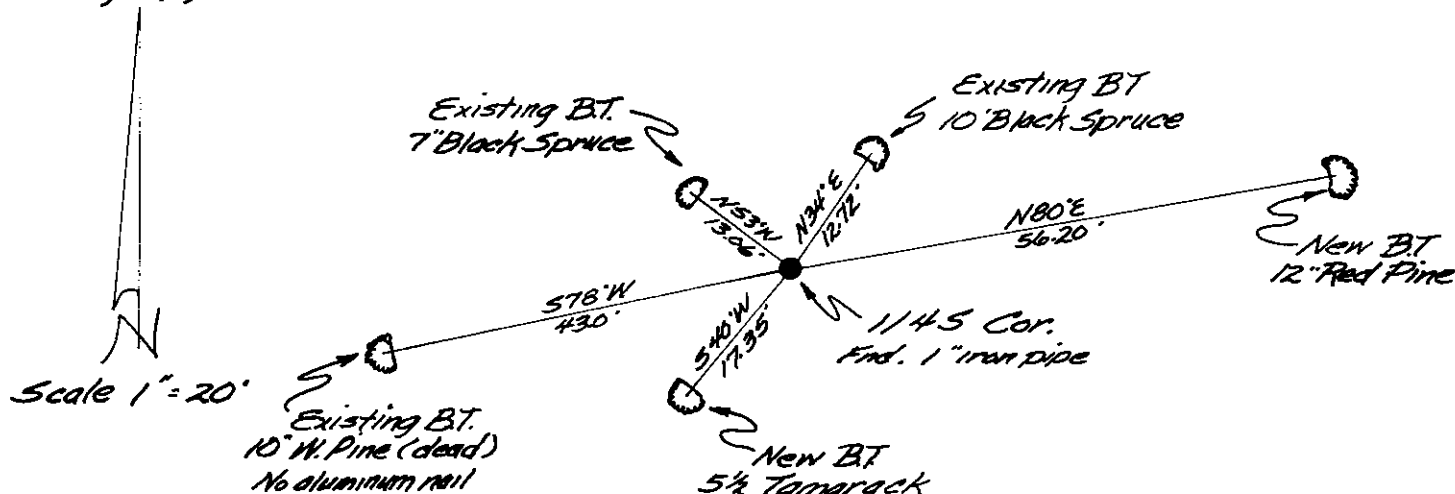 Existing B.T.
7" Black Spruce
Existing BT
10" Black Spruce
N53°W
13.06'
N34°E
12.72'
N80°E
56.20'
New B.T
12" Red Pine
S78°W
43.0'
S40°W
17.35'
1/4 S Cor.
Fnd. 1" iron pipe
N
Scale 1" = 20'
Existing B.T.
10" W. Pine (dead)
No aluminum nail
New B.T
5½ Tamarack